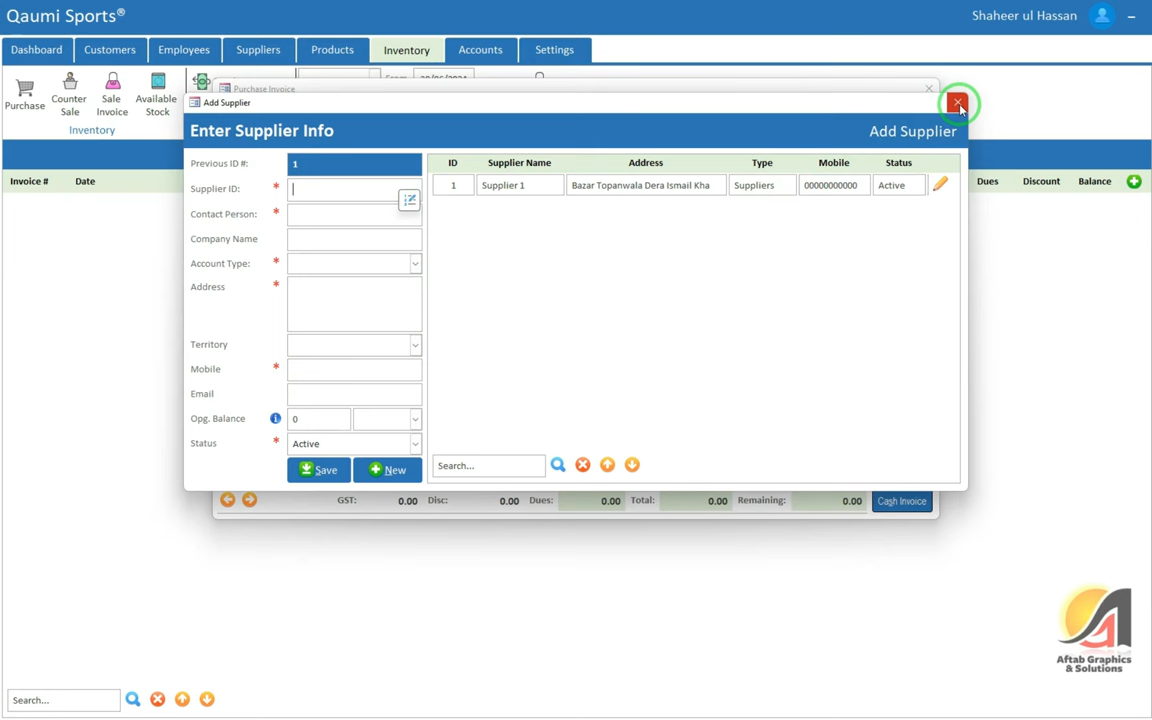 Qaumi Sports®
Shaheer ul Hassan
Dashboard Customers Employees Suppliers Products Inventory Accounts Settings
Purchase
Counter Sale
Sale Invoice
Available Stock
Inventory
Purchase Invoice
Add Supplier
Enter Supplier Info
Add Supplier
Invoice # Date
Dues Discount Balance
Previous ID #: 1
Supplier ID: *
Contact Person: *
Company Name
Account Type: *
Address *
Territory
Mobile *
Email
Opg. Balance 0
Status * Active
Save New
ID Supplier Name Address Type Mobile Status
1 Supplier 1 Bazar Topanwala Dera Ismail Kha Suppliers 00000000000 Active
Search...
GST: 0.00 Disc: 0.00 Dues: 0.00 Total: 0.00 Remaining: 0.00 Cash Invoice
Aftab Graphics
& Solutions
Search...